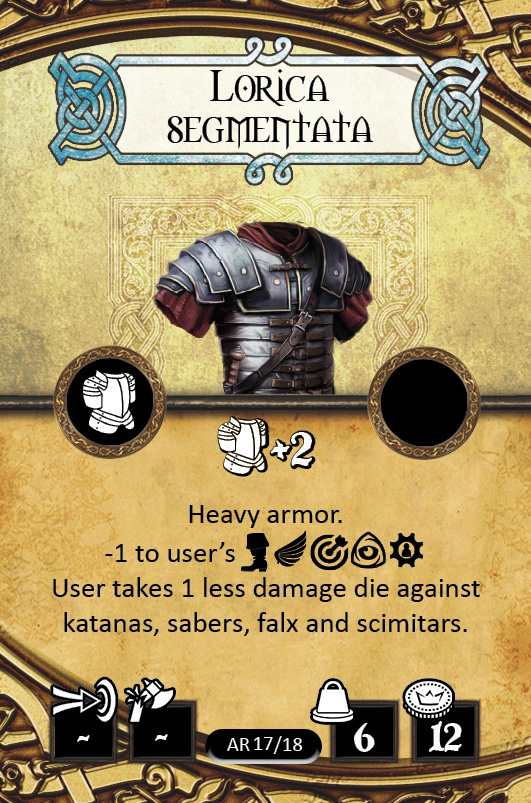 Lorica
segmentata
+2
Heavy armor.
-1 to user's
User takes 1 less damage die against
katanas, sabers, falx and scimitars.
~ ~ AR 17/18 6 12